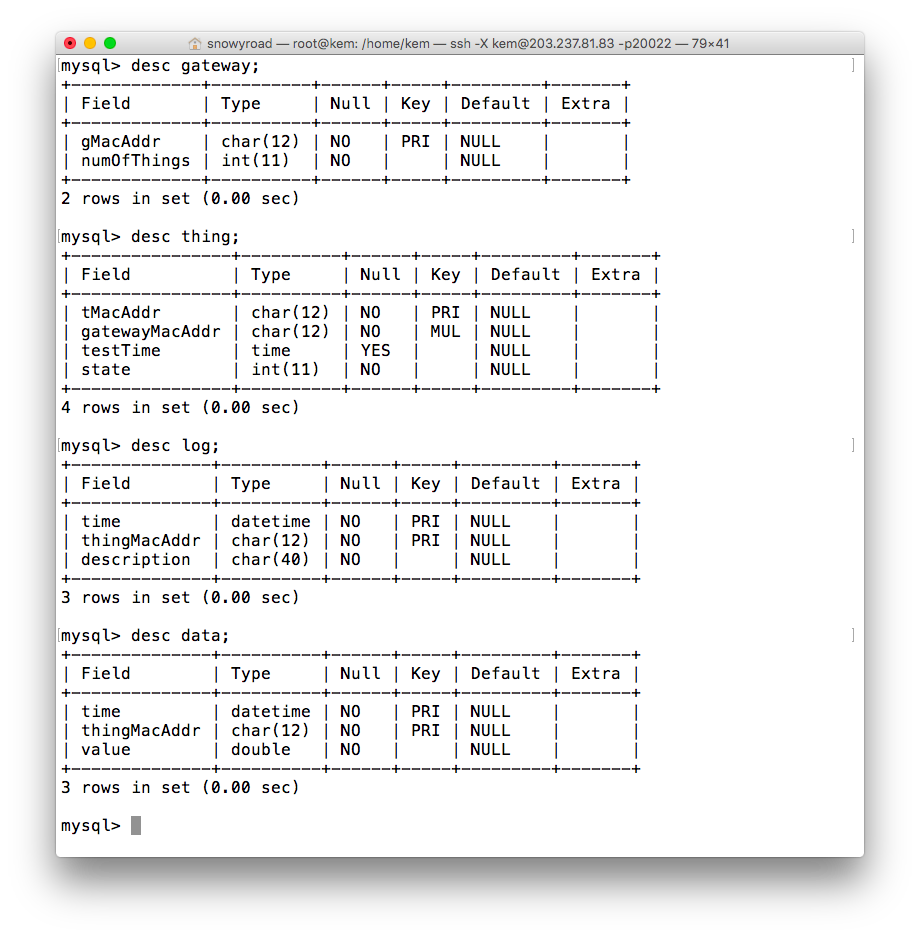 snowyroad — root@kem: /home/kem — ssh -X kem@203.237.81.83 -p20022 — 79×41
mysql> desc gateway;
+--------------+----------+------+-----+---------+-------+
| Field        | Type     | Null | Key | Default | Extra |
+--------------+----------+------+-----+---------+-------+
| gMacAddr     | char(12) | NO   | PRI | NULL    |       |
| numOfThings  | int(11)  | NO   |     | NULL    |       |
+--------------+----------+------+-----+---------+-------+
2 rows in set (0.00 sec)
mysql> desc thing;
+----------------+----------+------+-----+---------+-------+
| Field          | Type     | Null | Key | Default | Extra |
+----------------+----------+------+-----+---------+-------+
| tMacAddr       | char(12) | NO   | PRI | NULL    |       |
| gatewayMacAddr | char(12) | NO   | MUL | NULL    |       |
| testTime       | time     | YES  |     | NULL    |       |
| state          | int(11)  | NO   |     | NULL    |       |
+----------------+----------+------+-----+---------+-------+
4 rows in set (0.00 sec)
mysql> desc log;
+--------------+----------+------+-----+---------+-------+
| Field        | Type     | Null | Key | Default | Extra |
+--------------+----------+------+-----+---------+-------+
| time         | datetime | NO   | PRI | NULL    |       |
| thingMacAddr | char(12) | NO   | PRI | NULL    |       |
| description  | char(40) | NO   |     | NULL    |       |
+--------------+----------+------+-----+---------+-------+
3 rows in set (0.00 sec)
mysql> desc data;
+--------------+----------+------+-----+---------+-------+
| Field        | Type     | Null | Key | Default | Extra |
+--------------+----------+------+-----+---------+-------+
| time         | datetime | NO   | PRI | NULL    |       |
| thingMacAddr | char(12) | NO   | PRI | NULL    |       |
| value        | double   | NO   |     | NULL    |       |
+--------------+----------+------+-----+---------+-------+
3 rows in set (0.00 sec)
mysql>